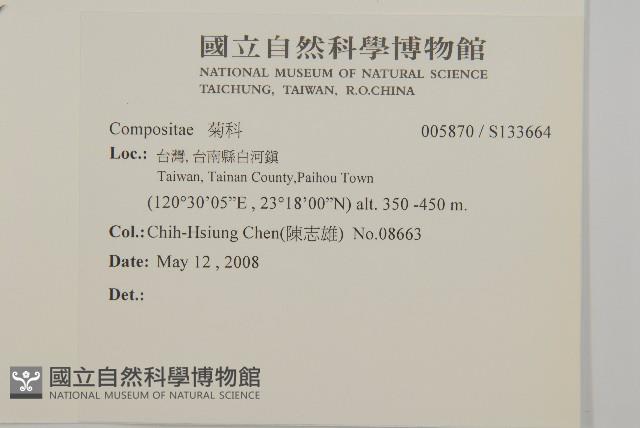 國立自然科學博物館
NATIONAL MUSEUM OF NATURAL SCIENCE
TAICHUNG, TAIWAN, R.O.CHINA
Compositae 菊科 005870 / S133664
Loc.: 台灣, 台南縣白河鎮
Taiwan, Tainan County,Paihou Town
(120°30'05”E , 23°18'00”N) alt. 350 -450 m.
Col.:Chih-Hsiung Chen(陳志雄) No.08663
Date: May 12 , 2008
Det.:
國立自然科學博物館
NATIONAL MUSEUM OF NATURAL SCIENCE